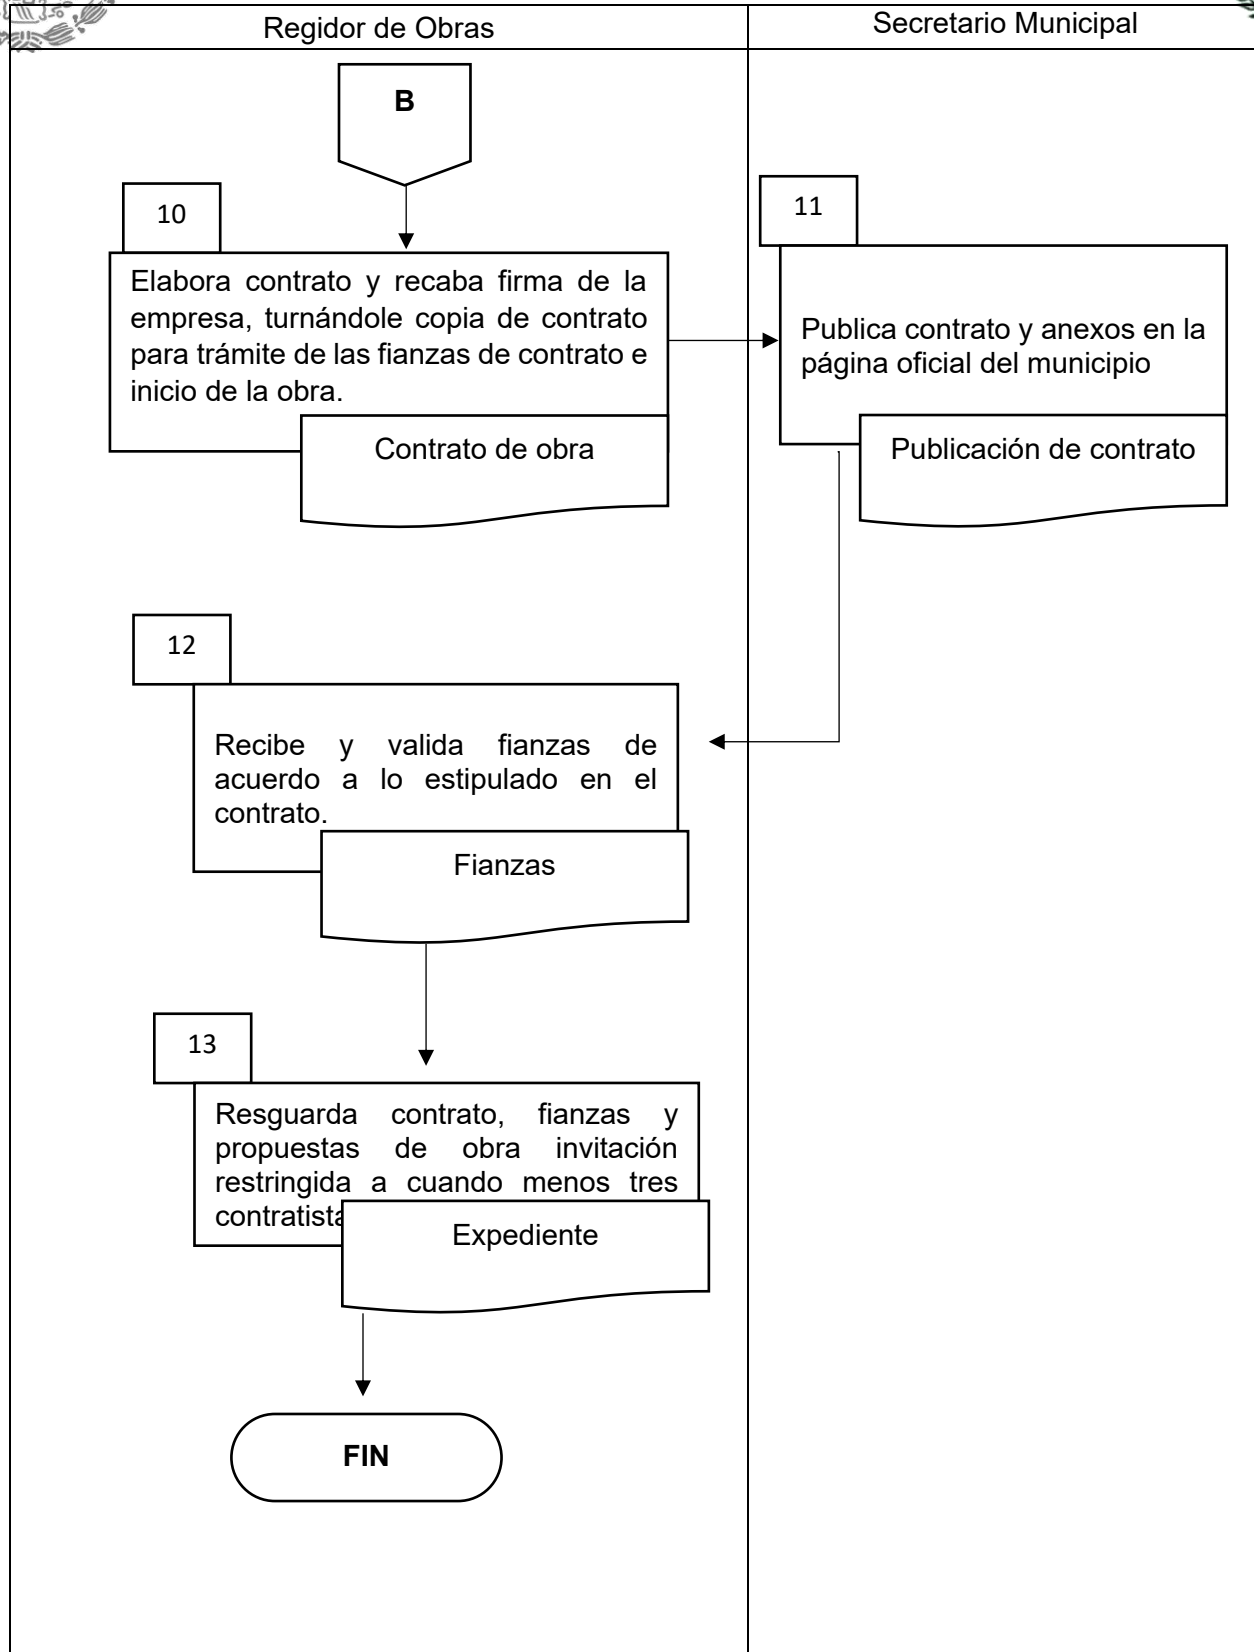 Regidor de Obras
Secretario Municipal
B
10
Elabora contrato y recaba firma de la
empresa, turnándole copia de contrato
para trámite de las fianzas de contrato e
inicio de la obra.
Contrato de obra
11
Publica contrato y anexos en la
página oficial del municipio
Publicación de contrato
12
Recibe y valida fianzas de
acuerdo a lo estipulado en el
contrato.
Fianzas
13
Resguarda contrato, fianzas y
propuestas de obra invitación
restringida a cuando menos tres
Expediente
FIN